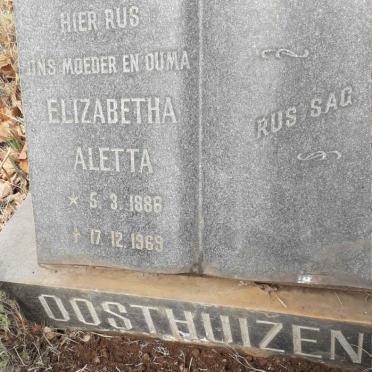 HIER RUS
ONS MOEDER EN OUMA
ELIZABETHA
ALETTA
* 5.3.1886
† 17.12.1969
RUS SAG
OOSTHUIZEN